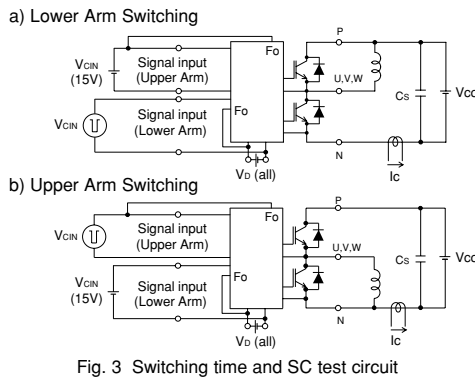 a) Lower Arm Switching
P
Fo
VCIN
(15V)
Signal input
(Upper Arm)
U,V,W
CS
VCC
VCIN
Signal input
(Lower Arm)
Fo
N
VD (all)
Ic
b) Upper Arm Switching
P
Fo
VCIN
Signal input
(Upper Arm)
U,V,W
CS
VCC
VCIN
(15V)
Signal input
(Lower Arm)
Fo
N
VD (all)
Ic
Fig. 3 Switching time and SC test circuit